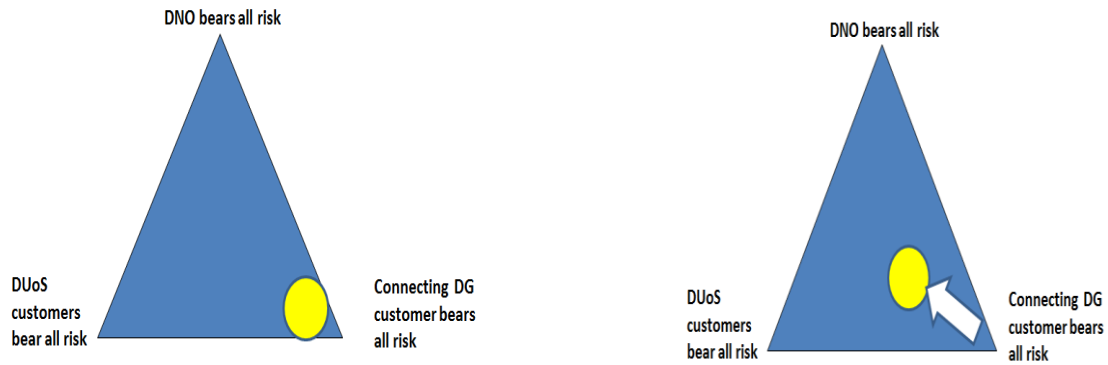 DNO bears all risk
DUoS
customers
bear all risk
Connecting DG
customer bears
all risk
DNO bears all risk
DUoS
customers
bear all risk
Connecting DG
customer bears
all risk